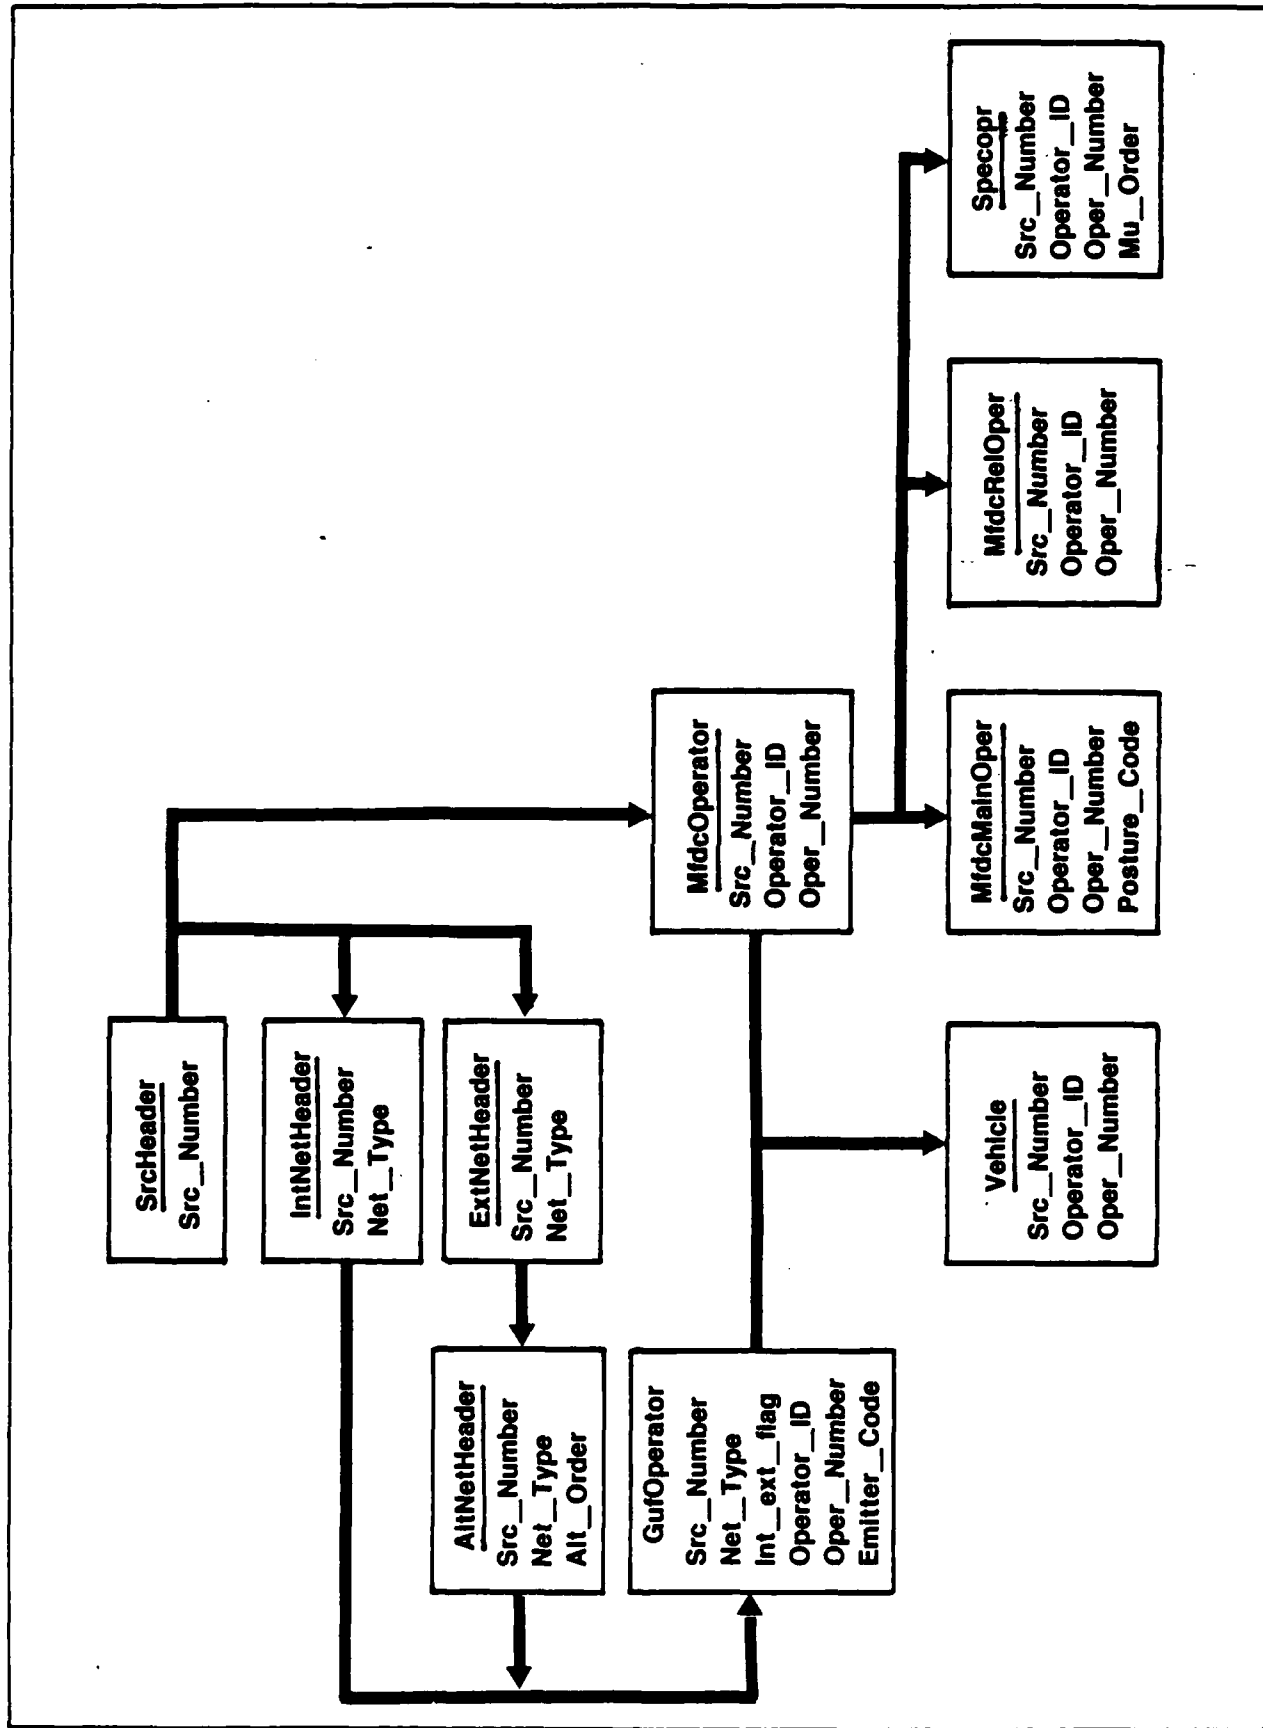 SrcHeader
Src__Number
IntNetHeader
Src__Number
Net__Type
ExtNetHeader
Src__Number
Net__Type
AltNetHeader
Src__Number
Net__Type
Alt__Order
GufOperator
Src__Number
Net__Type
Int__ext__flag
Operator__ID
Oper__Number
Emitter__Code
MfdcOperator
Src__Number
Operator__ID
Oper__Number
Vehicle
Src__Number
Operator__ID
Oper__Number
MfdcMainOper
Src__Number
Operator__ID
Oper__Number
Posture__Code
MfdcRelOper
Src__Number
Operator__ID
Oper__Number
Specopr
Src__Number
Operator__ID
Oper__Number
Mu__Order